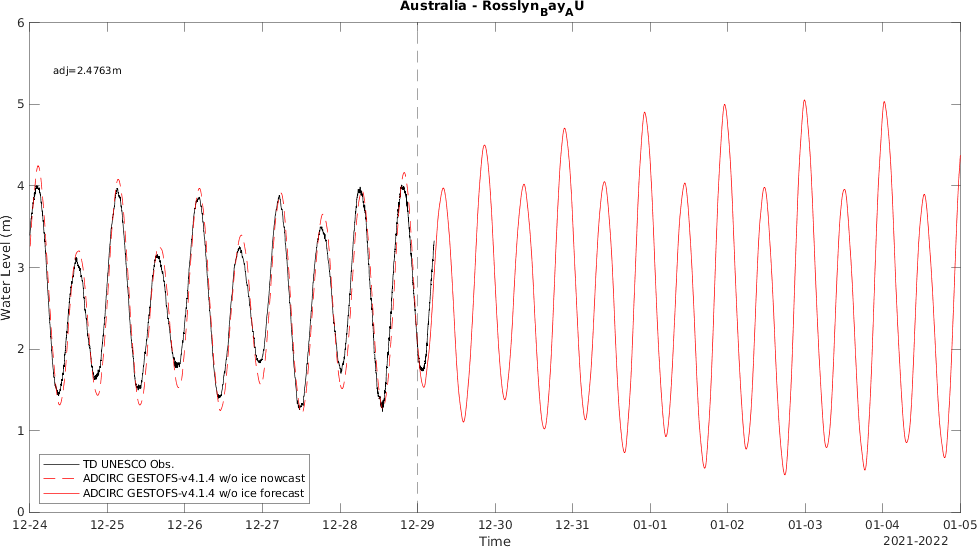 Australia - Rosslyn_Bay_AU
adj=2.4763m
Water Level (m)
6
5
4
3
2
1
0
TD UNESCO Obs.
ADCIRC GESTOFS-v4.1.4 w/o ice nowcast
ADCIRC GESTOFS-v4.1.4 w/o ice forecast
12-24 12-25 12-26 12-27 12-28 12-29 12-30 12-31 01-01 01-02 01-03 01-04 01-05
Time
2021-2022